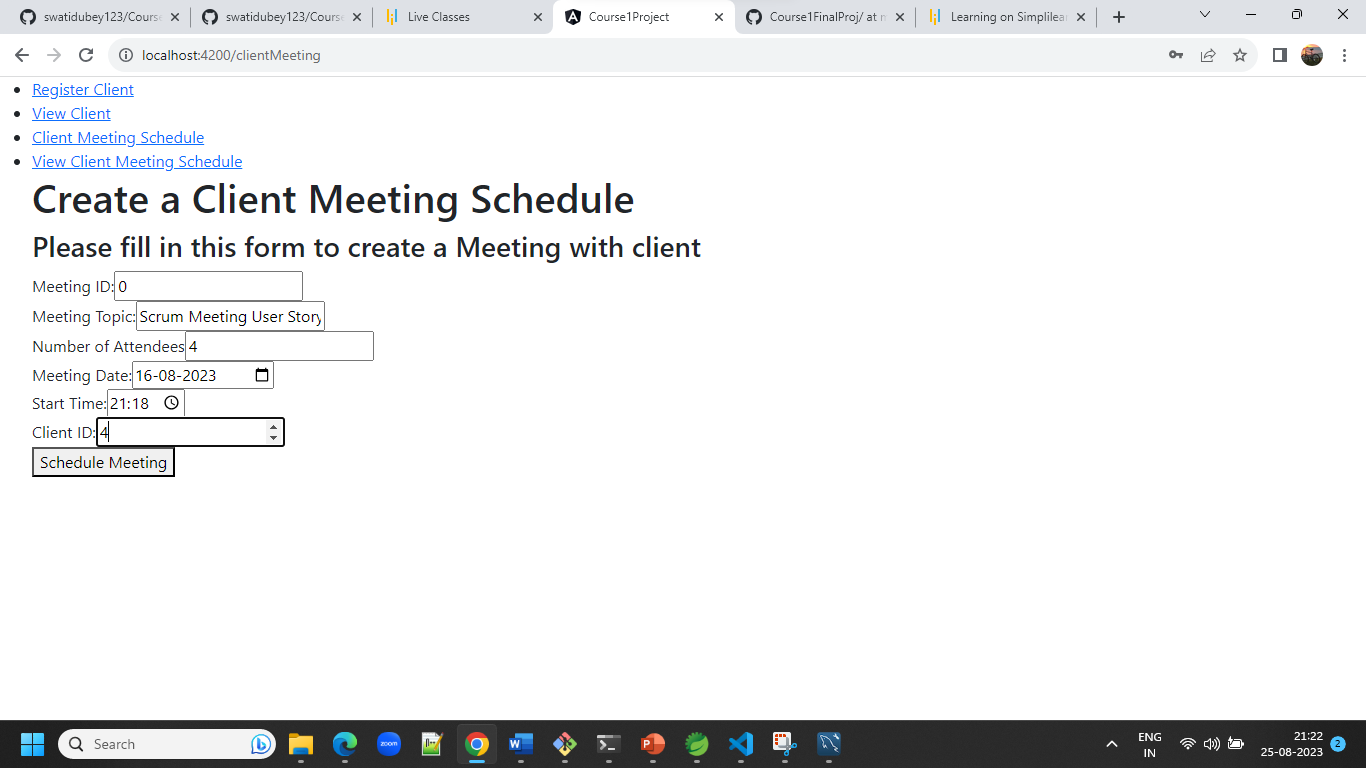 swatidubey123/Course
swatidubey123/Course
Live Classes
Course1Project
Course1FinalProj/ at m
Learning on Simplilear
localhost:4200/clientMeeting
Register Client
View Client
Client Meeting Schedule
View Client Meeting Schedule
Create a Client Meeting Schedule
Please fill in this form to create a Meeting with client
Meeting ID: 0
Meeting Topic: Scrum Meeting User Story
Number of Attendees 4
Meeting Date: 16-08-2023
Start Time: 21:18
Client ID: 4
Schedule Meeting
Search
zoom
ENG
IN
21:22
25-08-2023
2